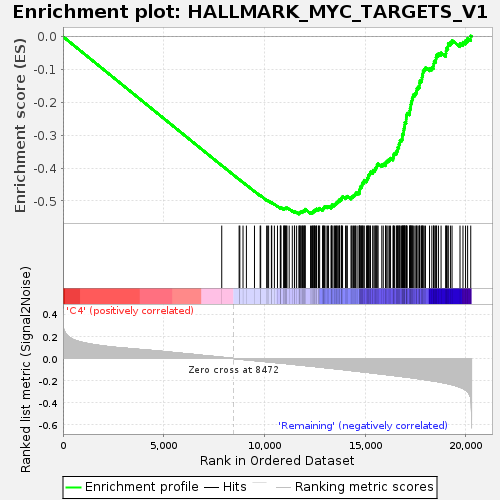 Enrichment plot: HALLMARK_MYC_TARGETS_V1
Enrichment score (ES)
0.0
-0.1
-0.2
-0.3
-0.4
-0.5
Ranked list metric (Signal2Noise)
'C4' (positively correlated)
0.4
0.2
0.0
-0.2
-0.4
-0.6
Zero cross at 8472
'Remaining' (negatively correlated)
0 5,000 10,000 15,000 20,000
Rank in Ordered Dataset
Enrichment profile Hits Ranking metric scores